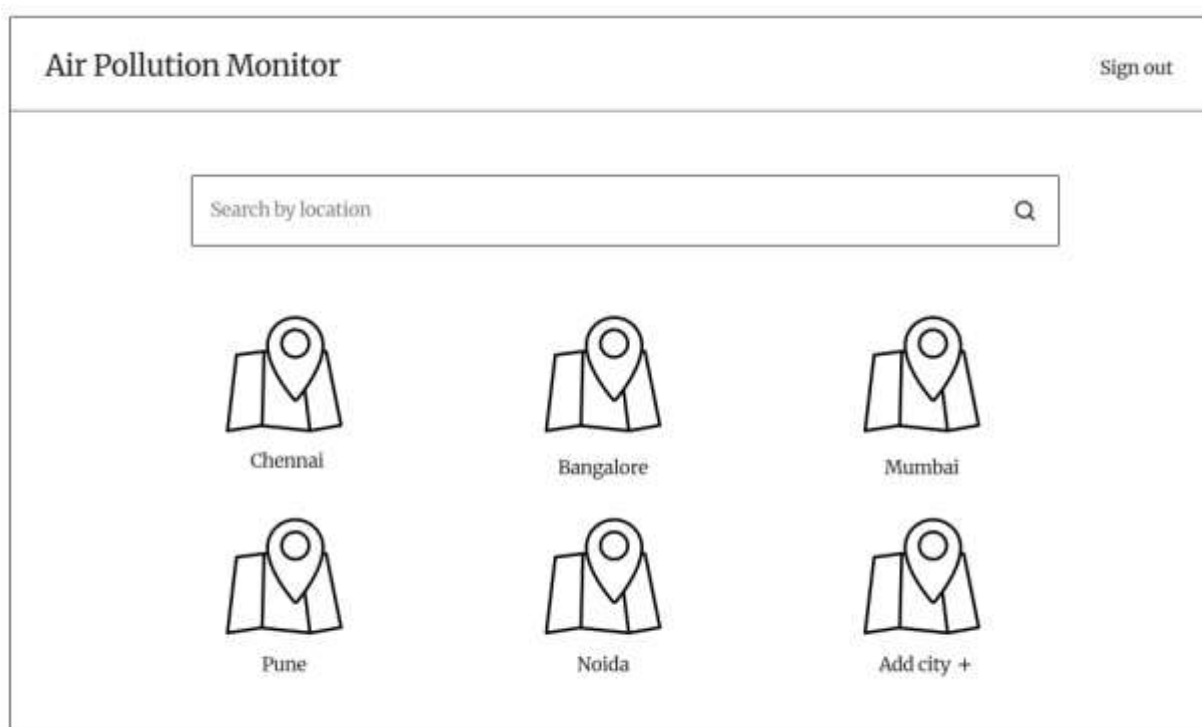 Air Pollution Monitor
Sign out
Search by location
Chennai
Bangalore
Mumbai
Pune
Noida
Add city +